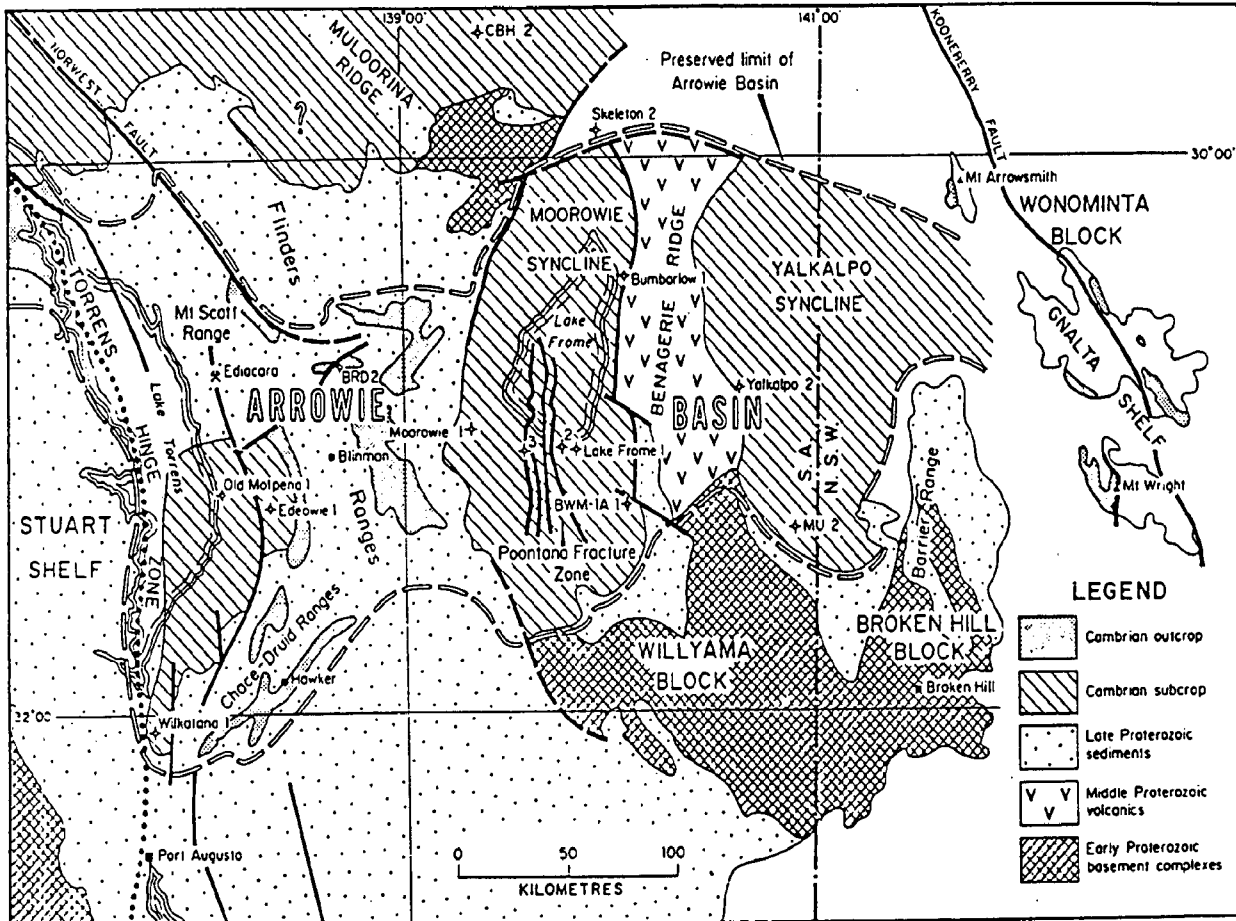 139°00'
141°00'
CBH 2
MULOORINA
RIDGE
NORWEST
FAULT
?
Preserved limit of
Arrowie Basin
KOONENBERRY
FAULT
Skeleton 2
30°00'
Mt Arrowsmith
WONOMINTA
BLOCK
Flinders
Ranges
MOOROWIE
SYNCLINE
BENAGERIE RIDGE
YALKALPO
SYNCLINE
Bumbarlow 1
TORRENS
HINGE
ZONE
Mt Scott
Range
Lake
Torrens
Lake
Frome
GNALTA
SHELF
Ediacara
BRD 2
ARROWIE
BASIN
Yalkalpo 2
Moorowie 1
Blinman
3
2
Lake Frome 1
S.A.
N.S.W.
Mt Wright
Old Motpena 1
Edeowie 1
BWM-1A 1
MU 2
Barrier Range
STUART
SHELF
Poontana Fracture
Zone
Chace-Druid Ranges
Hawker
WILLYAMA
BLOCK
BROKEN HILL
BLOCK
Broken Hill
32°00'
Wilkatana 1
Port Augusta
0 50 100
KILOMETRES
LEGEND
Cambrian outcrop
Cambrian subcrop
Late Proterozoic
sediments
Middle Proterozoic
volcanics
Early Proterozoic
basement complexes